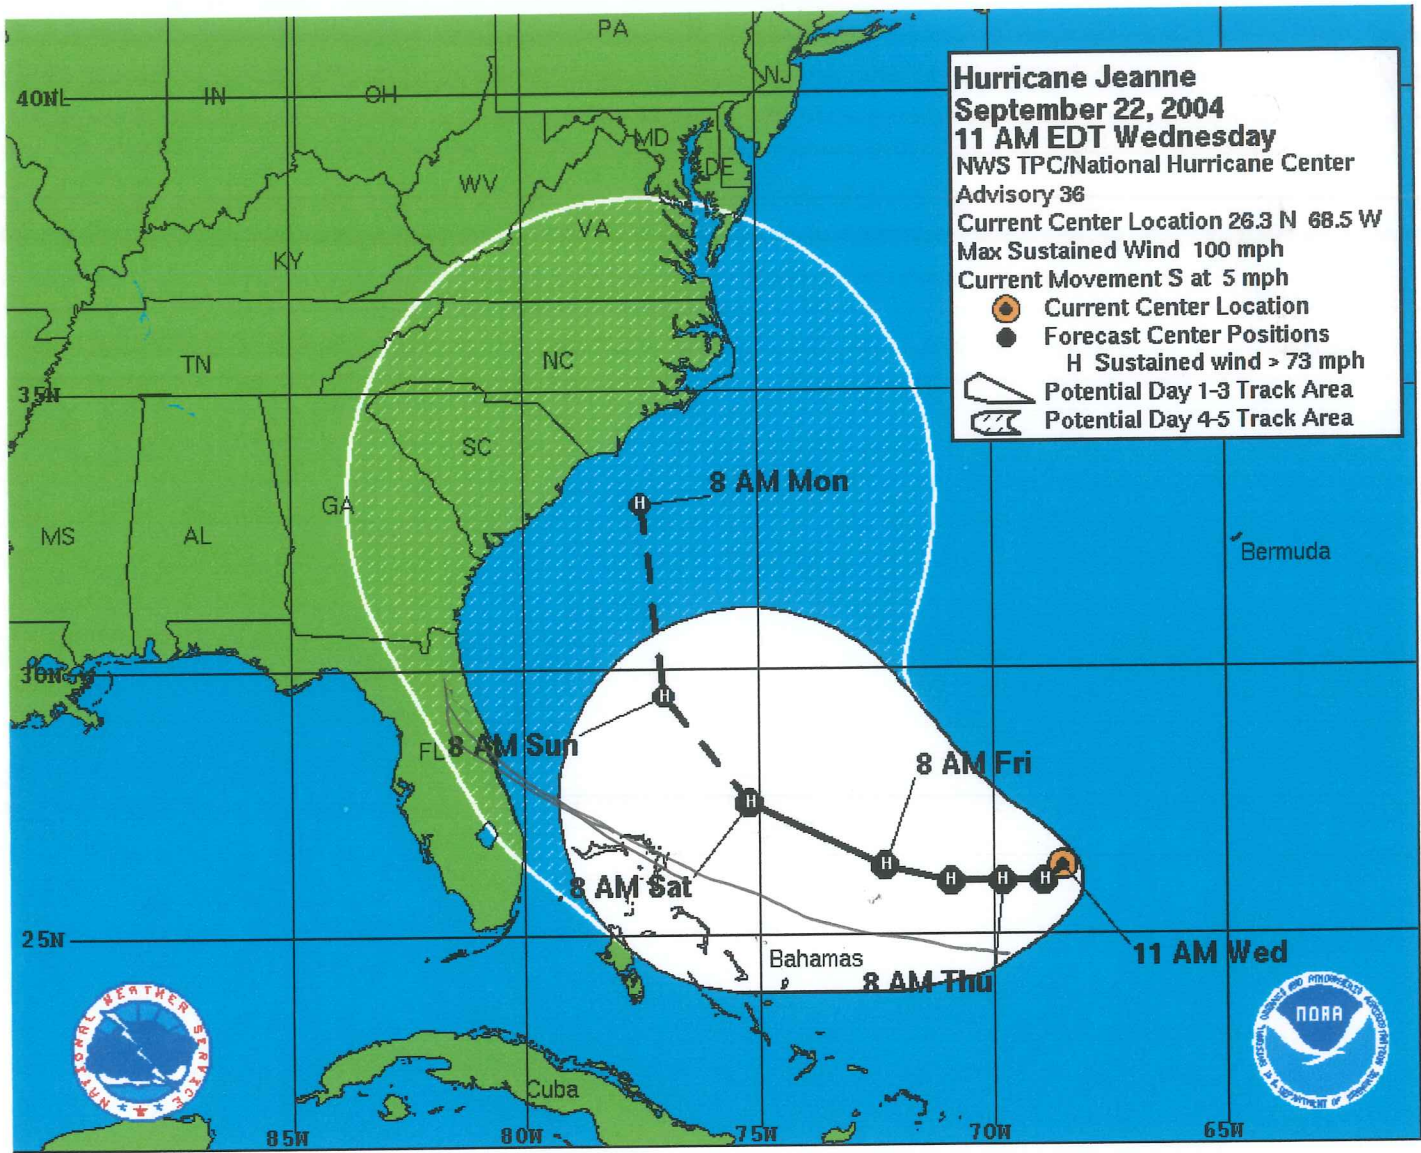 Hurricane Jeanne
September 22, 2004
11 AM EDT Wednesday
NWS TPC/National Hurricane Center
Advisory 36
Current Center Location 26.3 N 68.5 W
Max Sustained Wind 100 mph
Current Movement S at 5 mph
Current Center Location
Forecast Center Positions
H Sustained wind > 73 mph
Potential Day 1-3 Track Area
Potential Day 4-5 Track Area
PA
NJ
40N
IN
OH
MD
DE
WV
VA
KY
TN
NC
35N
SC
8 AM Mon
H
GA
MS
AL
Bermuda
30N
H
8 AM Sun
FL
8 AM Fri
H
H
H
H
H
8 AM Sat
25N
Bahamas
11 AM Wed
8 AM Thu
NATIONAL WEATHER SERVICE
NOAA
Cuba
85W
80W
75W
70W
65W